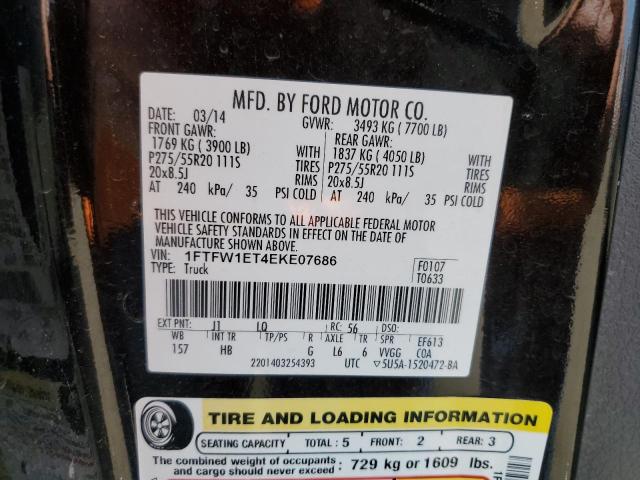 MFD. BY FORD MOTOR CO.
DATE: 03/14 GVWR: 3493 KG ( 7700 LB)
FRONT GAWR: REAR GAWR:
1769 KG ( 3900 LB) WITH 1837 KG ( 4050 LB) WITH
P275/55R20 111S TIRES P275/55R20 111S TIRES
20x8.5J RIMS 20x8.5J RIMS
AT 240 kPa/ 35 PSI COLD AT 240 kPa/ 35 PSI COLD
THIS VEHICLE CONFORMS TO ALL APPLICABLE FEDERAL MOTOR
VEHICLE SAFETY STANDARDS IN EFFECT ON THE DATE OF
MANUFACTURE SHOWN ABOVE.
VIN: 1FTFW1ET4EKE07686 F0107
TYPE: Truck T0633
EXT PNT: J1 LQ RC: 56 DSO:
WB INT TR TP/PS R AXLE TR SPR EF613
157 HB G L6 6 VVGG COA
2201403254393 UTC ▽5U5A-1520472-BA
TIRE AND LOADING INFORMATION
SEATING CAPACITY TOTAL : 5 FRONT: 2 REAR: 3
The combined weight of occupants
and cargo should never exceed : 729 kg or 1609 lbs.